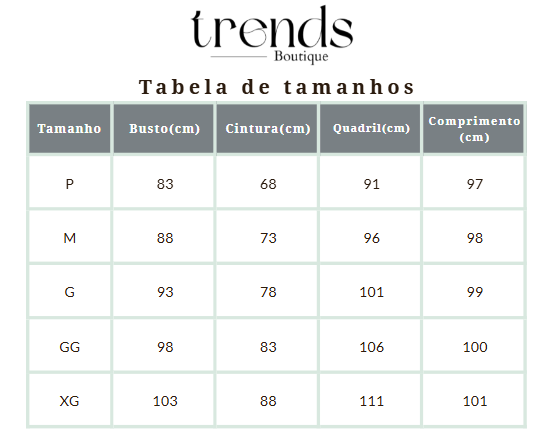 trends
Boutique
Tabela de tamanhos
Tamanho Busto(cm) Cintura(cm) Quadril(cm) Comprimento (cm)
P 83 68 91 97
M 88 73 96 98
G 93 78 101 99
GG 98 83 106 100
XG 103 88 111 101